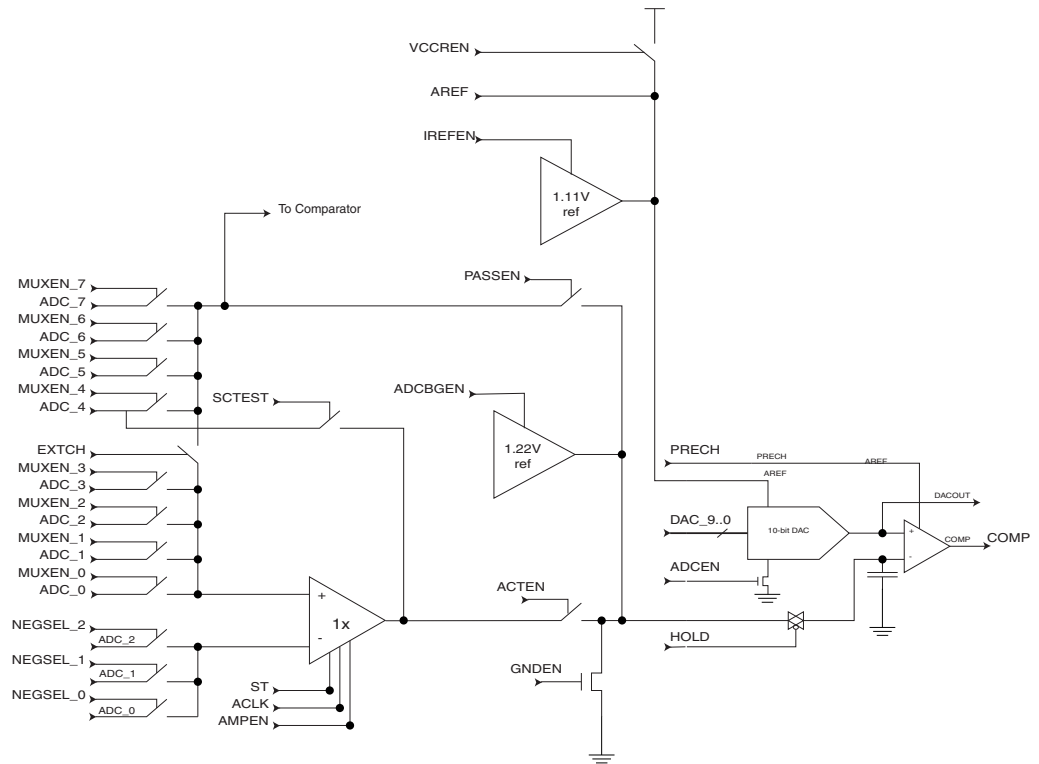 VCCREN
AREF
IREFEN
1.11V
ref
To Comparator
PASSEN
MUXEN_7
ADC_7
MUXEN_6
ADC_6
MUXEN_5
ADC_5
MUXEN_4
ADC_4
SCTEST
ADCBGEN
1.22V
ref
EXTCH
MUXEN_3
ADC_3
MUXEN_2
ADC_2
MUXEN_1
ADC_1
MUXEN_0
ADC_0
PRECH
PRECH
AREF
AREF
DACOUT
DAC_9..0
10-bit DAC
+
-
COMP
COMP
ADCEN
ACTEN
HOLD
GNDEN
NEGSEL_2
ADC_2
NEGSEL_1
ADC_1
NEGSEL_0
ADC_0
+
1x
-
ST
ACLK
AMPEN